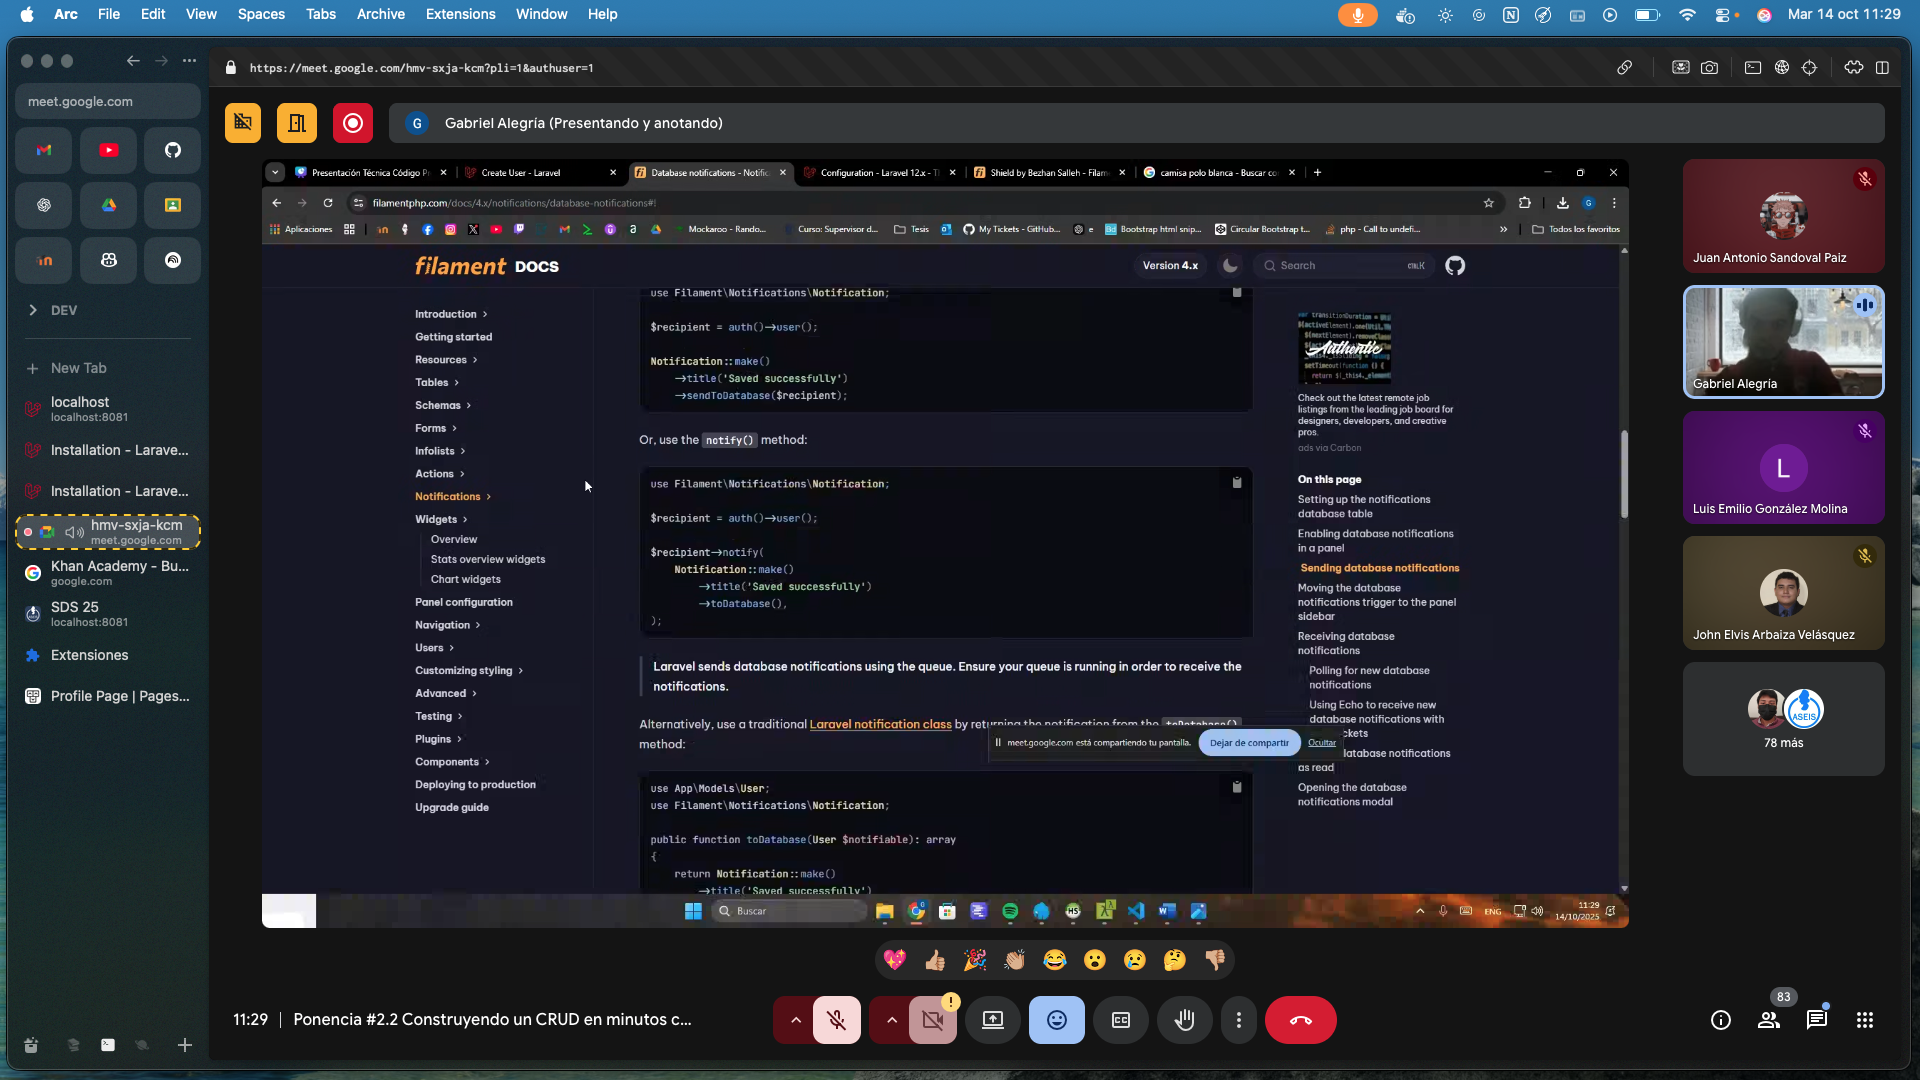 Arc File Edit View Spaces Tabs Archive Extensions Window Help
Mar 14 oct 11:29
https://meet.google.com/hmv-sxja-kcm?pli=1&authuser=1
meet.google.com
DEV
New Tab
localhost
localhost:8081
Installation - Larave...
Installation - Larave...
hmv-sxja-kcm
meet.google.com
Khan Academy - Bu...
google.com
SDS 25
localhost:8081
Extensiones
Profile Page | Pages...
G Gabriel Alegría (Presentando y anotando)
Presentación Técnica Código P
Create User - Laravel
Database notifications - Notific
Configuration - Laravel 12.x - T
Shield by Bezhan Salleh - Filam
camisa polo blanca - Buscar co
filamentphp.com/docs/4.x/notifications/database-notifications#!
Aplicaciones
Mockaroo - Rando...
Curso: Supervisor d...
Tesis
My Tickets - GitHub...
e
Bootstrap html snip...
Circular Bootstrap t...
php - Call to undefi...
Todos los favoritos
filament DOCS
Version 4.x
Search
Introduction
Getting started
Resources
Tables
Schemas
Forms
Infolists
Actions
Notifications
Widgets
Overview
Stats overview widgets
Chart widgets
Panel configuration
Navigation
Users
Customizing styling
Advanced
Testing
Plugins
Components
Deploying to production
Upgrade guide
use Filament\Notifications\Notification;
$recipient = auth()->user();
Notification::make()
->title('Saved successfully')
->sendToDatabase($recipient);
Or, use the notify() method:
use Filament\Notifications\Notification;
$recipient = auth()->user();
$recipient->notify(
Notification::make()
->title('Saved successfully')
->toDatabase(),
);
Laravel sends database notifications using the queue. Ensure your queue is running in order to receive the
notifications.
Alternatively, use a traditional Laravel notification class by returning the notification from the toDatabase()
method:
use App\Models\User;
use Filament\Notifications\Notification;
public function toDatabase(User $notifiable): array
{
return Notification::make()
->title('Saved successfully')
Authentic
Check out the latest remote job
listings from the leading job board for
designers, developers, and creative
pros.
ads via Carbon
On this page
Setting up the notifications
database table
Enabling database notifications
in a panel
Sending database notifications
Moving the database
notifications trigger to the panel
sidebar
Receiving database
notifications
Polling for new database
notifications
Using Echo to receive new
database notifications with
ckets
latabase notifications
as read
Opening the database
notifications modal
meet.google.com está compartiendo tu pantalla.
Dejar de compartir
Ocultar
Buscar
ENG
11:29
14/10/2025
Juan Antonio Sandoval Paiz
Gabriel Alegría
L
Luis Emilio González Molina
John Elvis Arbaiza Velásquez
ASEIS
78 más
11:29 | Ponencia #2.2 Construyendo un CRUD en minutos c...
83